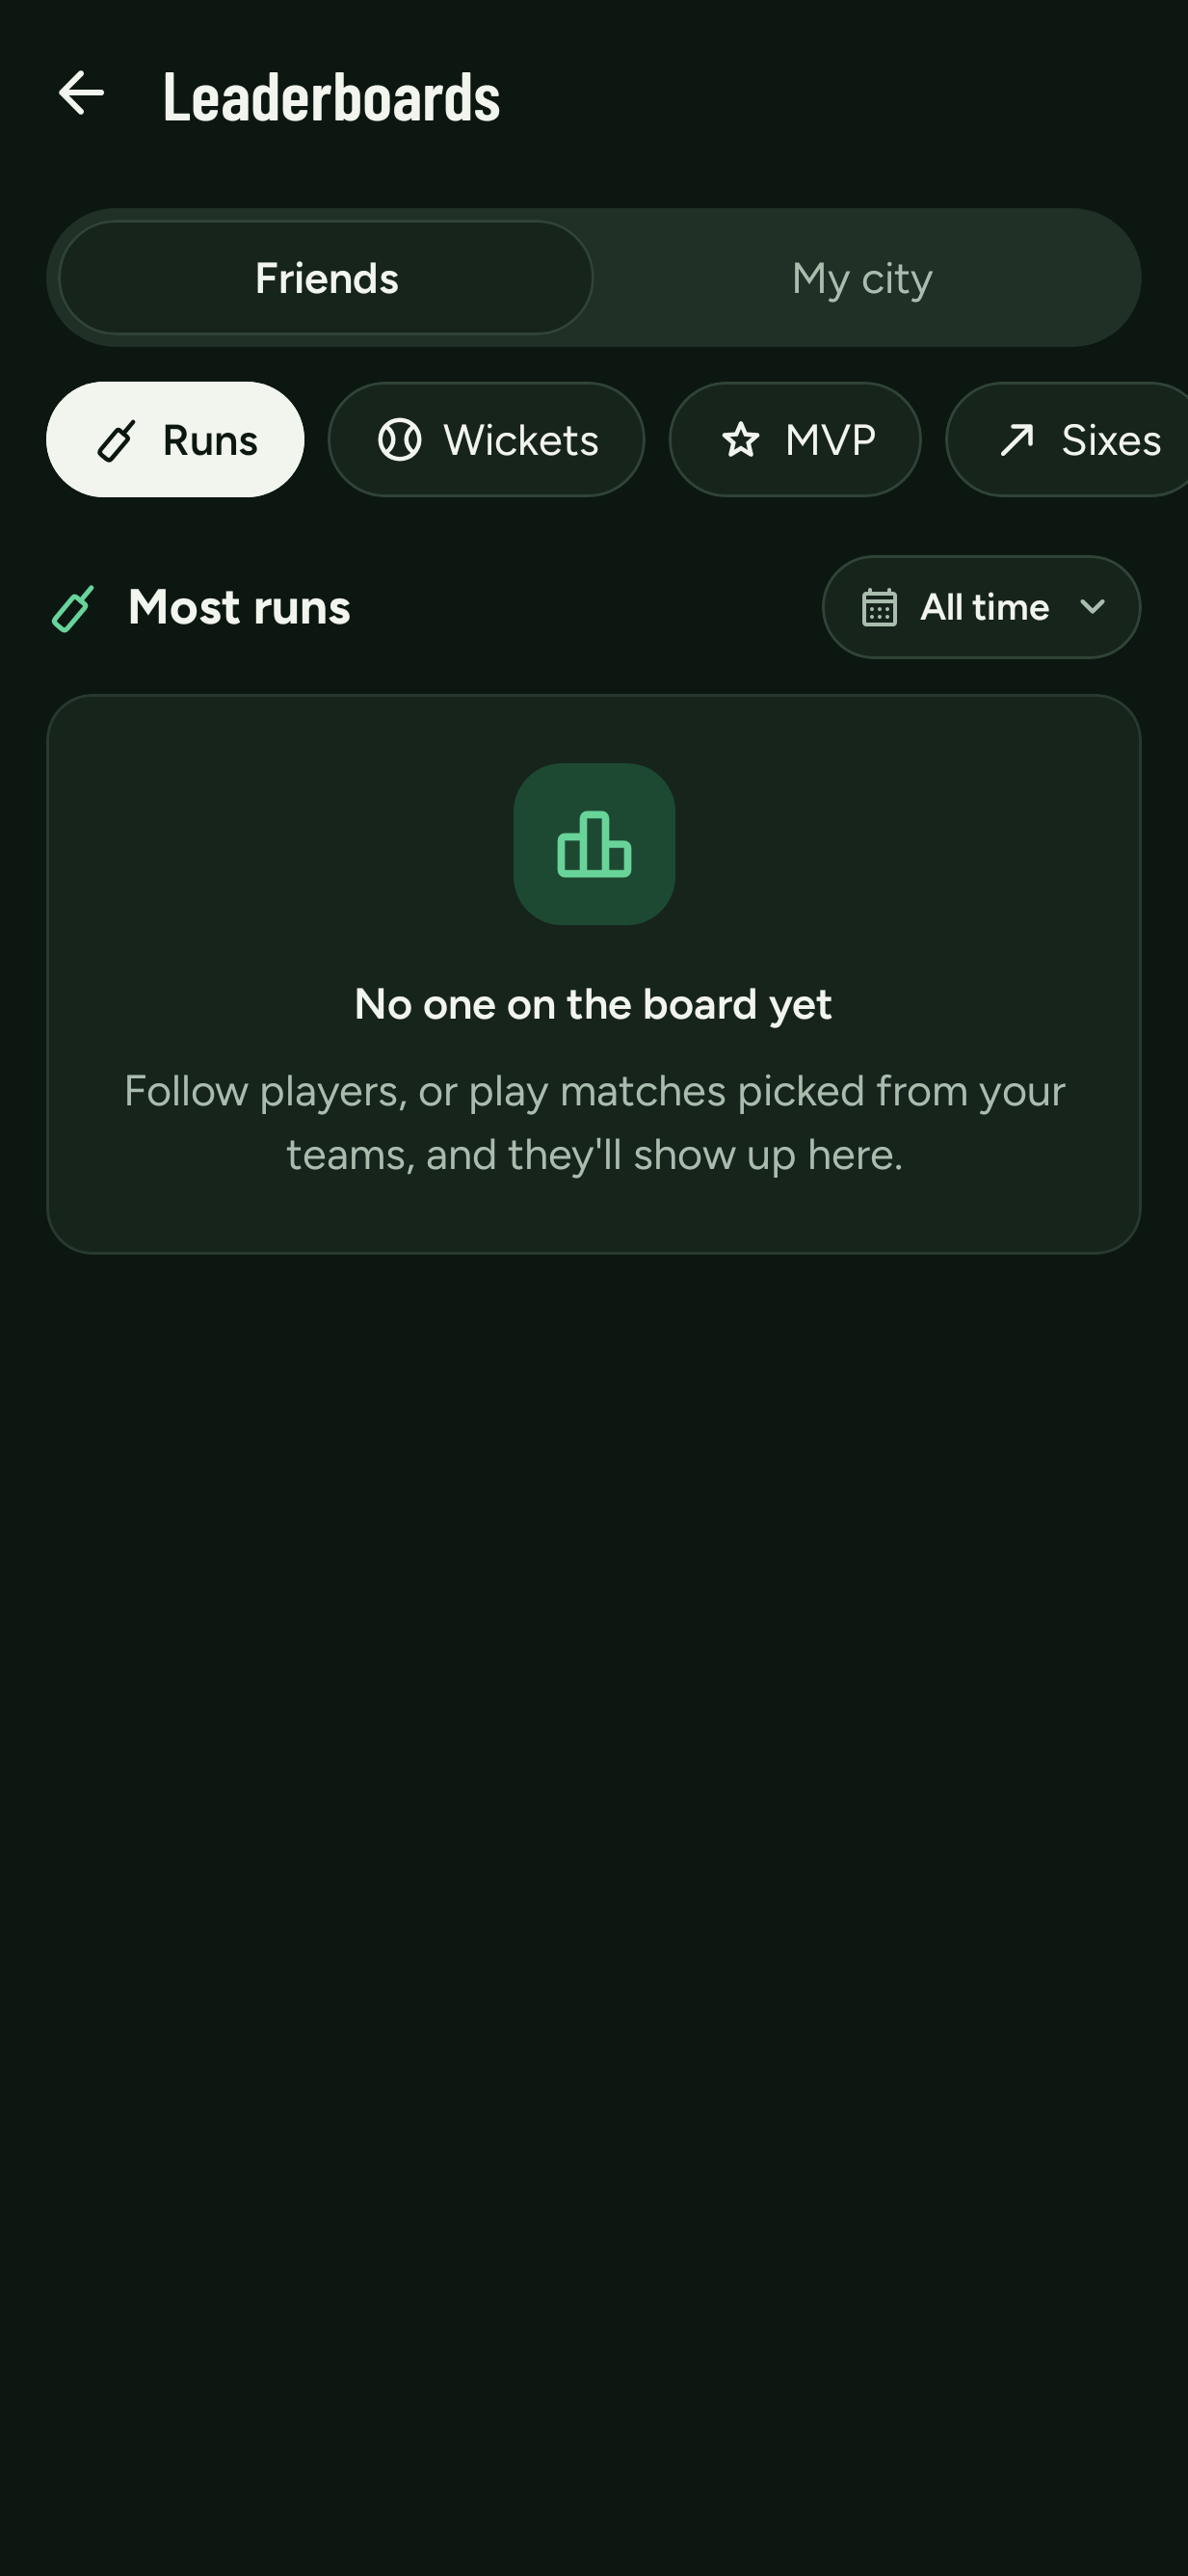 Leaderboards
Friends
My city
Runs
Wickets
MVP
Sixes
Most runs
All time
No one on the board yet
Follow players, or play matches picked from your
teams, and they'll show up here.